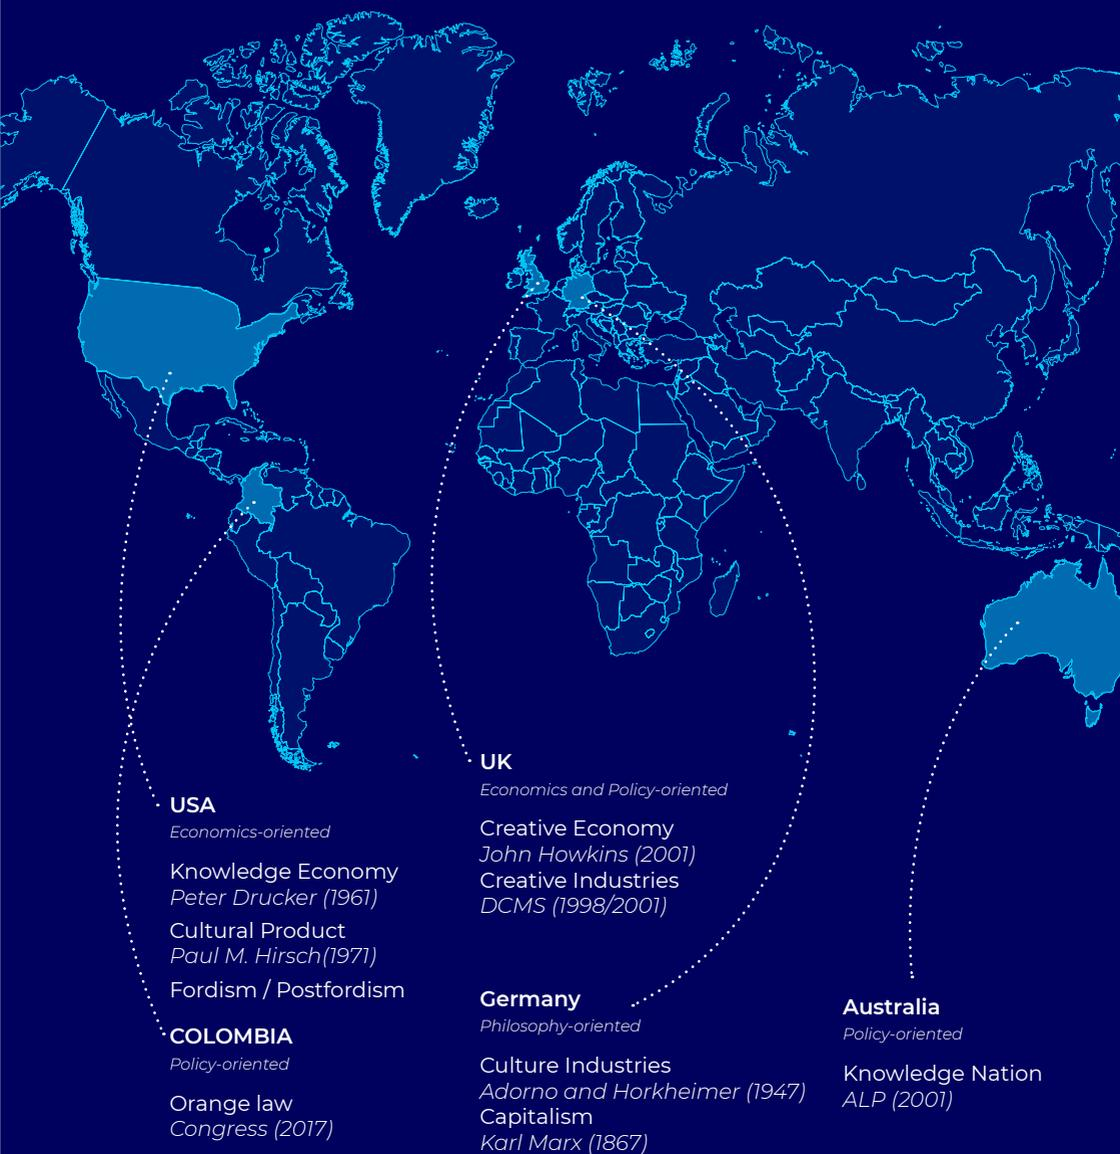 USA
Economics-oriented
Knowledge Economy
Peter Drucker (1961)
Cultural Product
Paul M. Hirsch(1971)
Fordism / Postfordism
COLOMBIA
Policy-oriented
Orange law
Congress (2017)
UK
Economics and Policy-oriented
Creative Economy
John Howkins (2001)
Creative Industries
DCMS (1998/2001)
Germany
Philosophy-oriented
Culture Industries
Adorno and Horkheimer (1947)
Capitalism
Karl Marx (1867)
Australia
Policy-oriented
Knowledge Nation
ALP (2001)